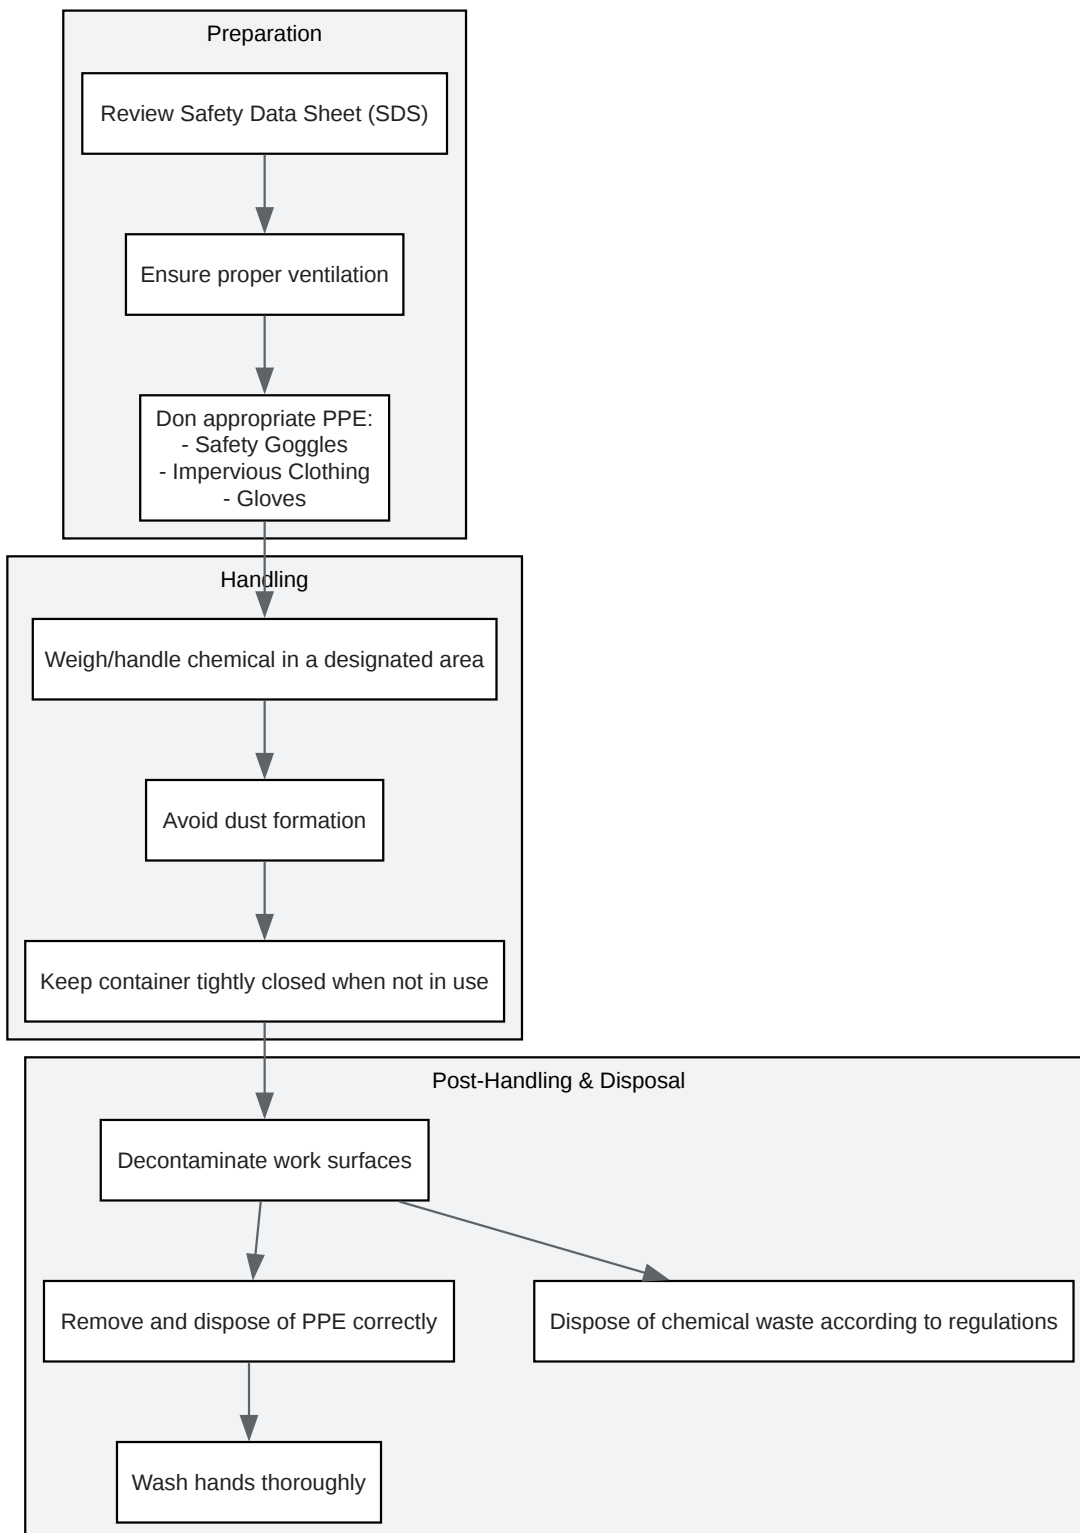 Preparation
Review Safety Data Sheet (SDS)
Ensure proper ventilation
Don appropriate PPE:
- Safety Goggles
- Impervious Clothing
- Gloves
Handling
Weigh/handle chemical in a designated area
Avoid dust formation
Keep container tightly closed when not in use
Post-Handling & Disposal
Decontaminate work surfaces
Remove and dispose of PPE correctly
Dispose of chemical waste according to regulations
Wash hands thoroughly